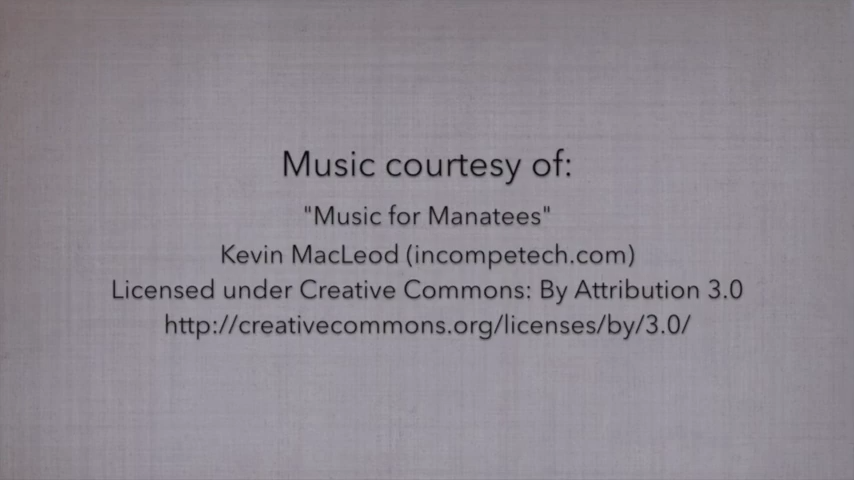 Music courtesy of:
"Music for Manatees"
Kevin MacLeod (incompetech.com)
Licensed under Creative Commons: By Attribution 3.0
http://creativecommons.org/licenses/by/3.0/